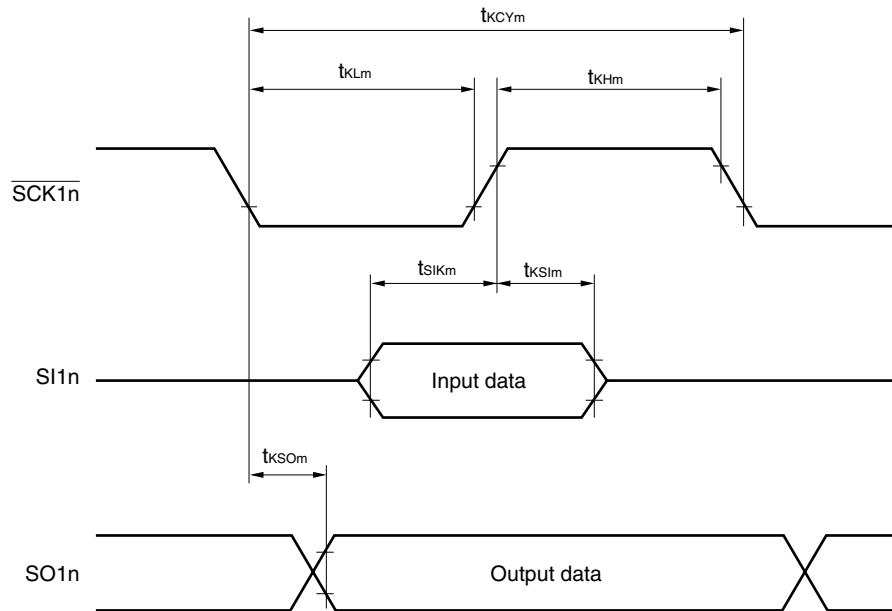 tKCYm
tKLm
tKHm
SCK1n
tSIKm
tKSIm
SI1n
Input data
tKSOm
SO1n
Output data